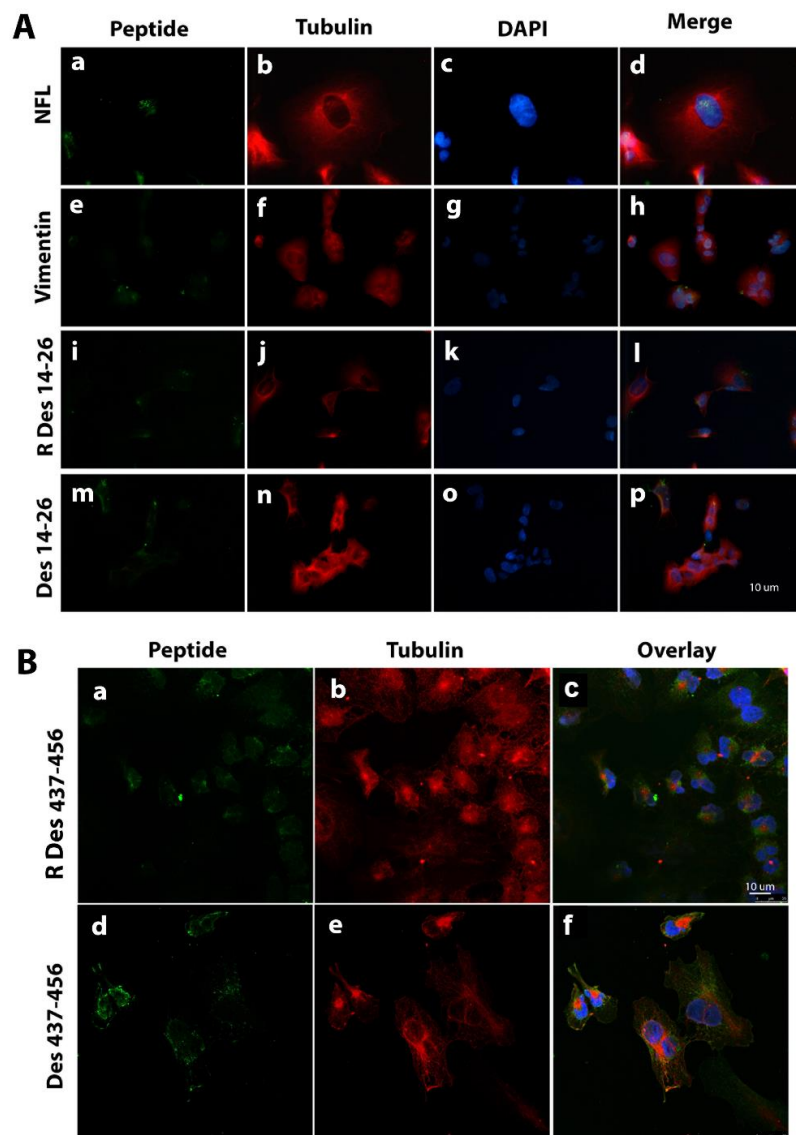 A
Peptide Tubulin DAPI Merge
NFL
a b c d
Vimentin
e f g h
R Des 14-26
i j k l
Des 14-26
m n o p
10 um
B
Peptide Tubulin Overlay
R Des 437-456
a b c
10 um
Des 437-456
d e f